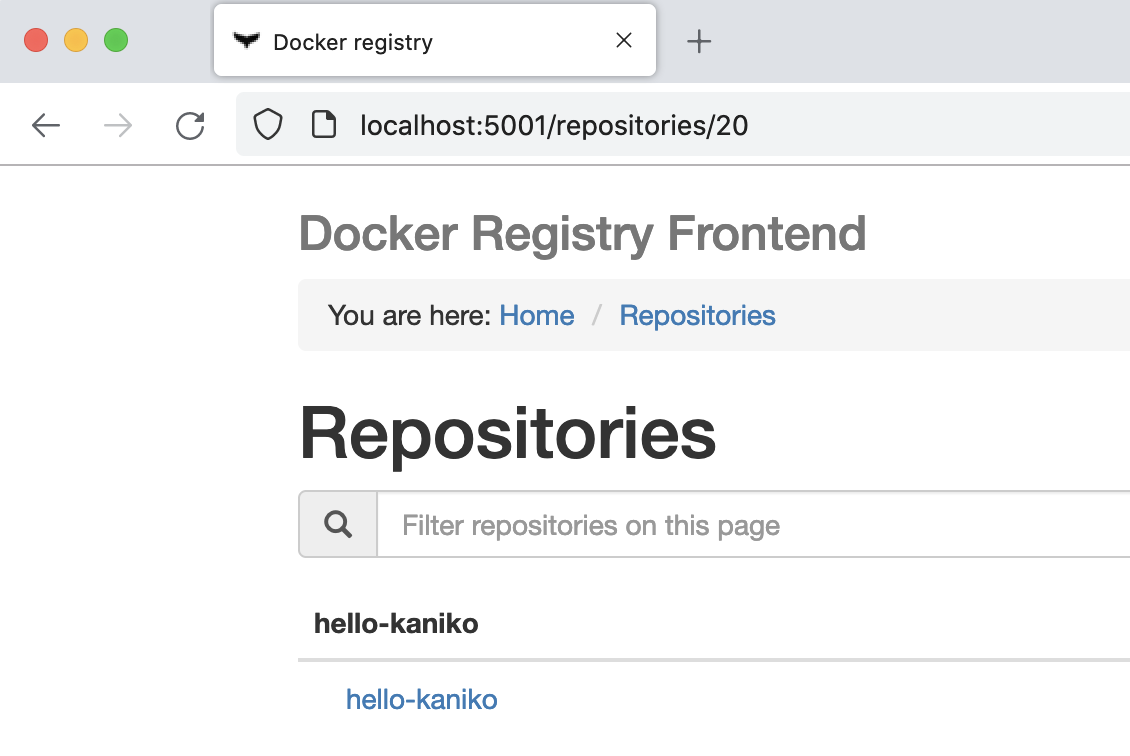 Docker registry
localhost:5001/repositories/20
Docker Registry Frontend
You are here: Home / Repositories
Repositories
Filter repositories on this page
hello-kaniko
hello-kaniko